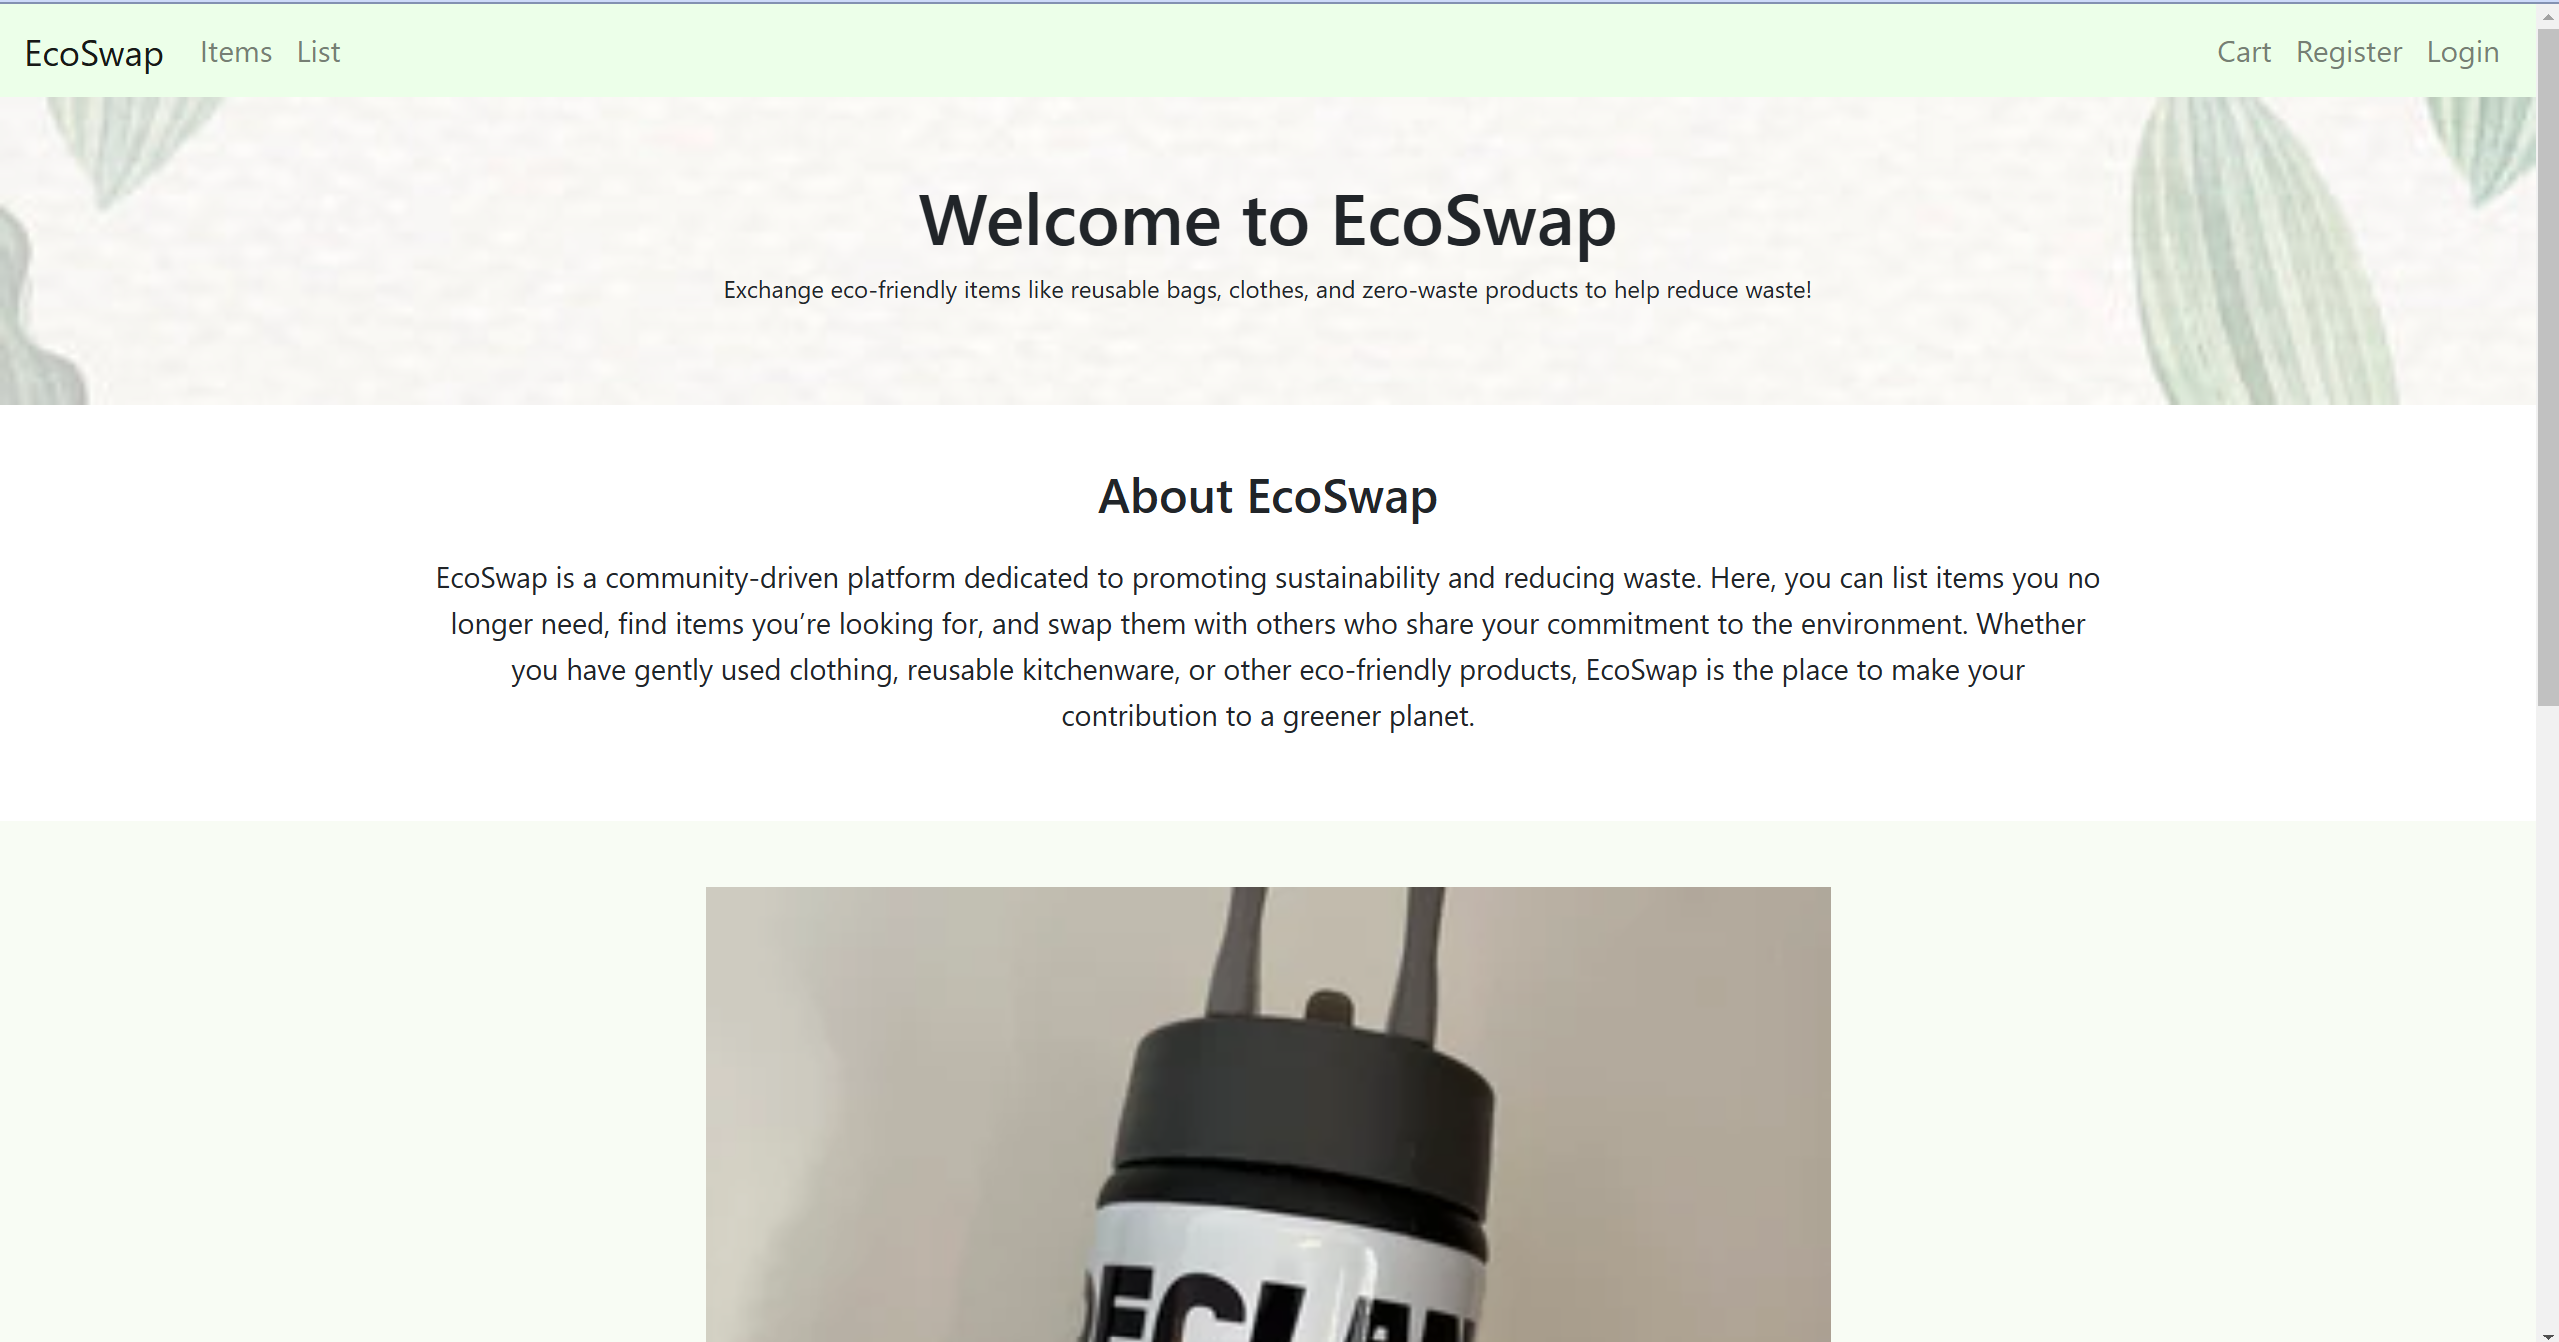 EcoSwap Items List Cart Register Login
Welcome to EcoSwap
Exchange eco-friendly items like reusable bags, clothes, and zero-waste products to help reduce waste!
About EcoSwap
EcoSwap is a community-driven platform dedicated to promoting sustainability and reducing waste. Here, you can list items you no
longer need, find items you’re looking for, and swap them with others who share your commitment to the environment. Whether
you have gently used clothing, reusable kitchenware, or other eco-friendly products, EcoSwap is the place to make your
contribution to a greener planet.